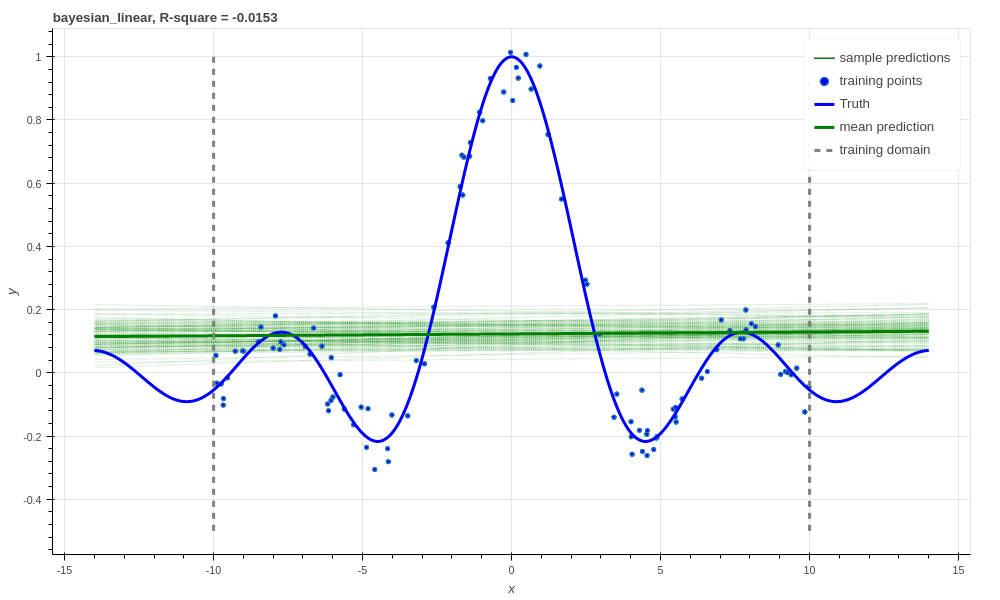 bayesian_linear, R-square = -0.0153
1
0.8
0.6
0.4
0.2
0
-0.2
-0.4
y
-15
-10
-5
0
5
10
15
x
sample predictions
training points
Truth
mean prediction
training domain